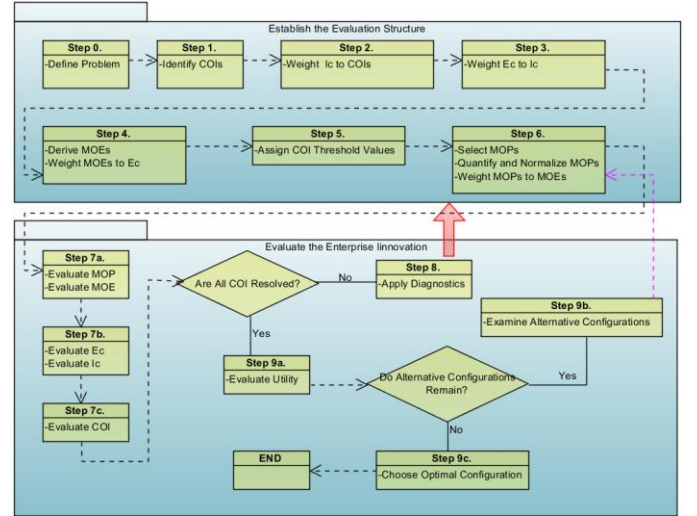 Establish the Evaluation Structure
Step 0.
-Define Problem
Step 1.
-Identify COIs
Step 2.
-Weight Ic to COIs
Step 3.
-Weight Ec to Ic
Step 4.
-Derive MOEs
-Weight MOEs to Ec
Step 5.
-Assign COI Threshold Values
Step 6.
-Select MOPs
-Quantify and Normalize MOPs
-Weight MOPs to MOEs
Evaluate the Enterprise Iinnovation
Step 7a.
-Evaluate MOP
-Evaluate MOE
Step 7b.
-Evaluate Ec
-Evaluate Ic
Step 7c.
-Evaluate COI
Are All COI Resolved?
No
Step 8.
-Apply Diagnostics
Yes
Step 9a.
-Evaluate Utility
Do Alternative Configurations
Remain?
Yes
Step 9b.
-Examine Alternative Configurations
No
Step 9c.
-Choose Optimal Configuration
END